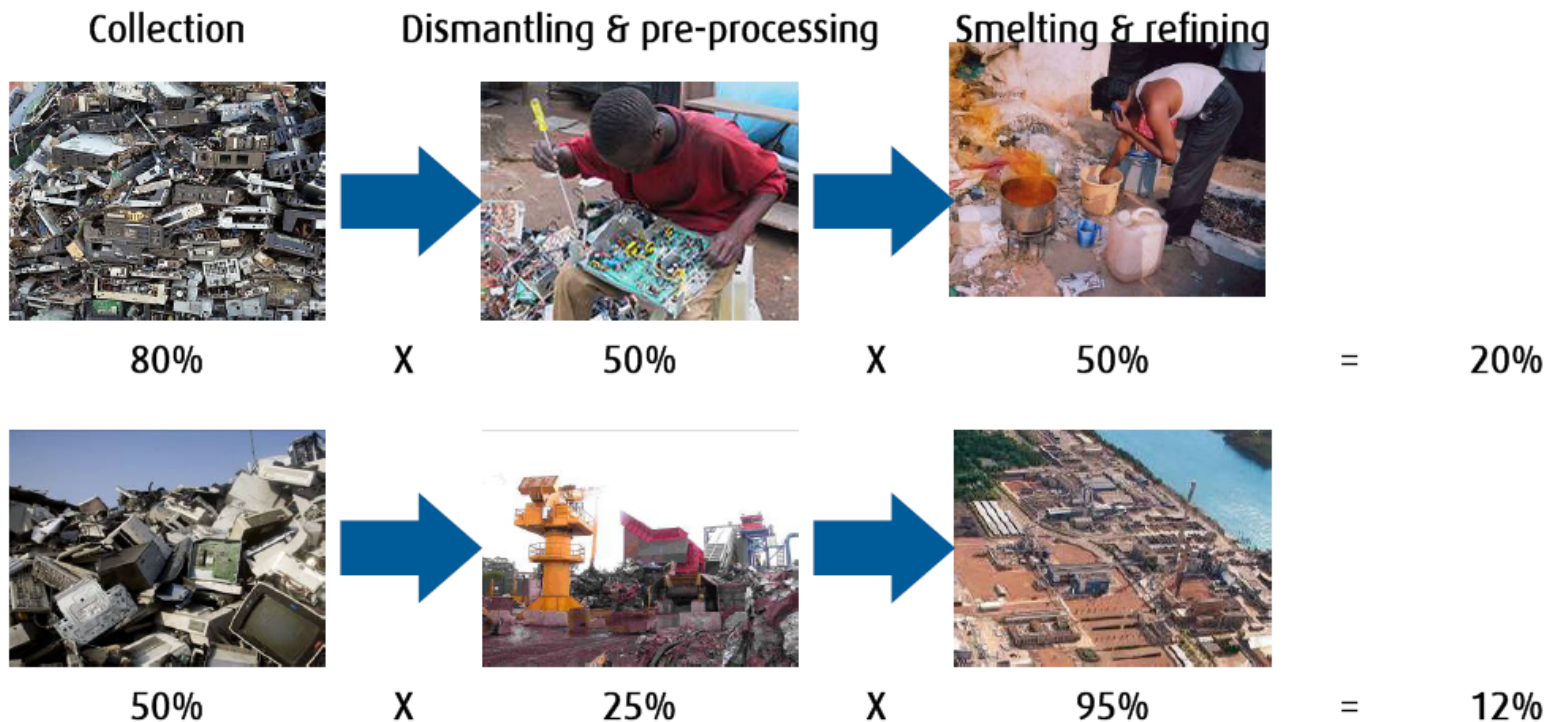 Collection Dismantling & pre-processing Smelting & refining
80% X 50% X 50% = 20%
50% X 25% X 95% = 12%